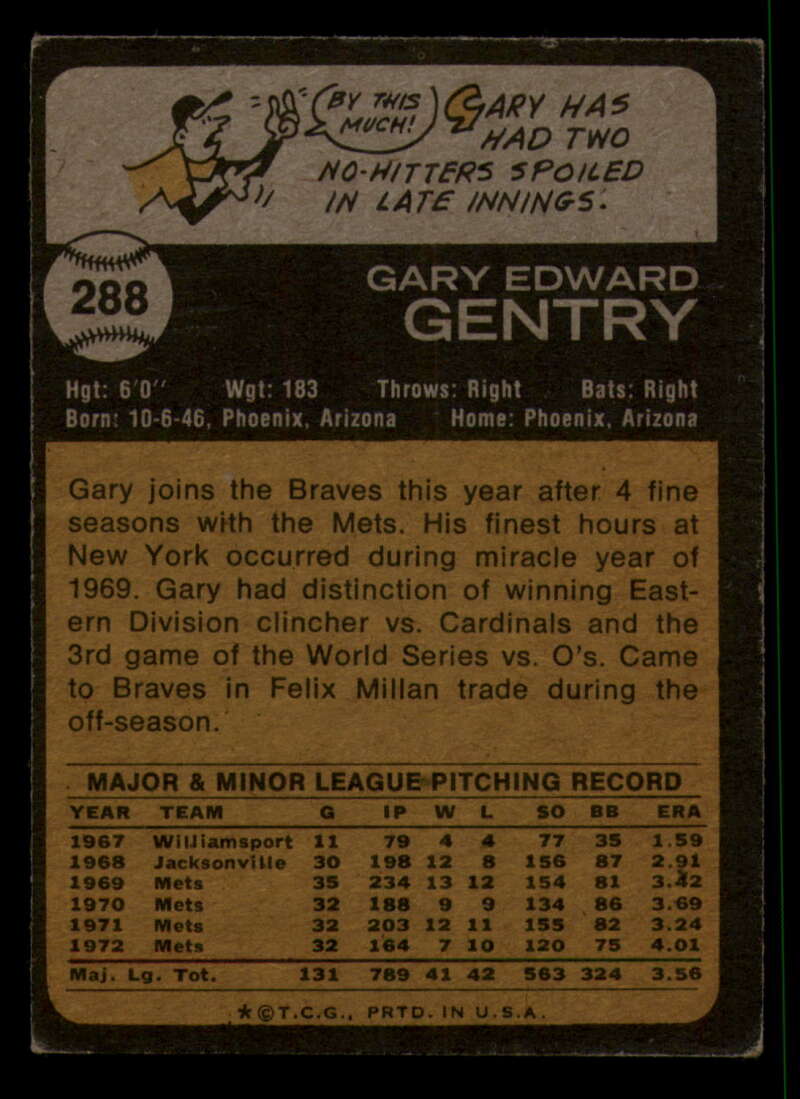 (BY THIS MUCH!) GARY HAS
HAD TWO
NO-HITTERS SPOILED
IN LATE INNINGS.
288
GARY EDWARD
GENTRY
Hgt: 6'0" Wgt: 183 Throws: Right Bats: Right
Born: 10-6-46, Phoenix, Arizona Home: Phoenix, Arizona
Gary joins the Braves this year after 4 fine
seasons with the Mets. His finest hours at
New York occurred during miracle year of
1969. Gary had distinction of winning East-
ern Division clincher vs. Cardinals and the
3rd game of the World Series vs. O's. Came
to Braves in Felix Millan trade during the
off-season.
MAJOR & MINOR LEAGUE PITCHING RECORD
YEAR TEAM G IP W L SO BB ERA
1967 Williamsport 11 79 4 4 77 35 1.59
1968 Jacksonville 30 198 12 8 156 87 2.91
1969 Mets 35 234 13 12 154 81 3.42
1970 Mets 32 188 9 9 134 86 3.69
1971 Mets 32 203 12 11 155 82 3.24
1972 Mets 32 164 7 10 120 75 4.01
Maj. Lg. Tot. 131 789 41 42 563 324 3.56
*©T.C.G., PRTD. IN U.S.A.